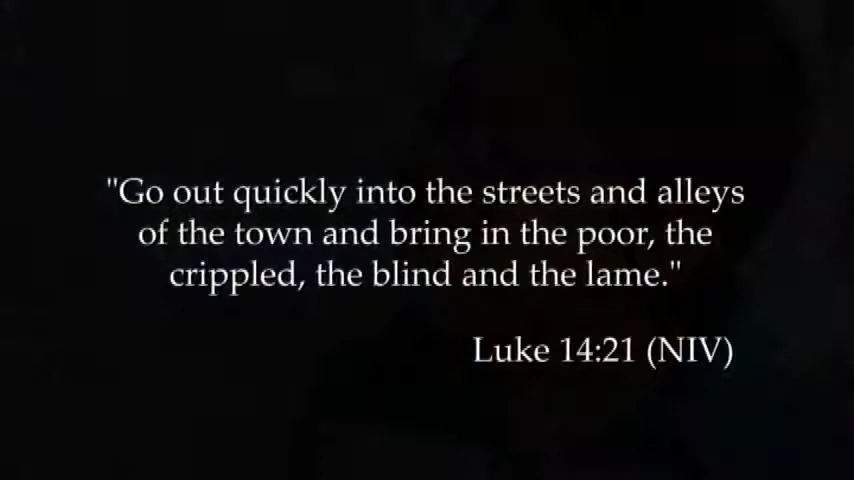 "Go out quickly into the streets and alleys
of the town and bring in the poor, the
crippled, the blind and the lame."
Luke 14:21 (NIV)